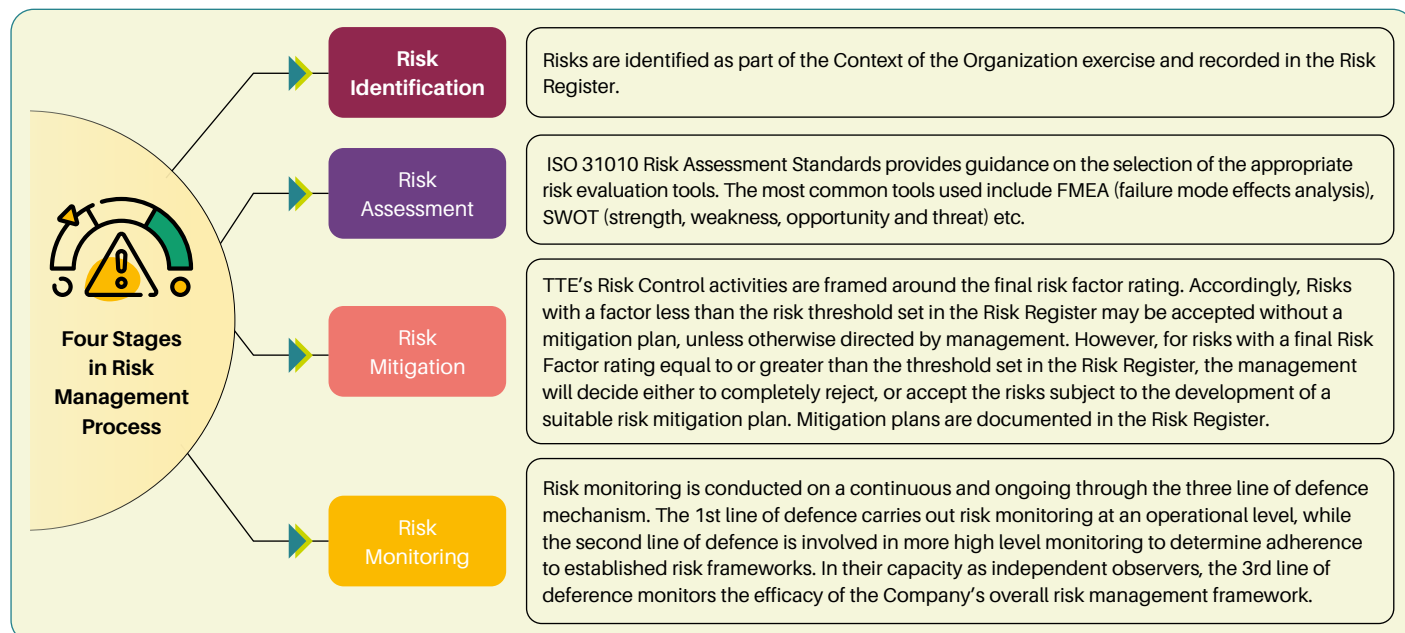 Four Stages
in Risk
Management
Process
Risk
Identification
Risks are identified as part of the Context of the Organization exercise and recorded in the Risk
Register.
Risk
Assessment
ISO 31010 Risk Assessment Standards provides guidance on the selection of the appropriate
risk evaluation tools. The most common tools used include FMEA (failure mode effects analysis),
SWOT (strength, weakness, opportunity and threat) etc.
Risk
Mitigation
TTE’s Risk Control activities are framed around the final risk factor rating. Accordingly, Risks
with a factor less than the risk threshold set in the Risk Register may be accepted without a
mitigation plan, unless otherwise directed by management. However, for risks with a final Risk
Factor rating equal to or greater than the threshold set in the Risk Register, the management
will decide either to completely reject, or accept the risks subject to the development of a
suitable risk mitigation plan. Mitigation plans are documented in the Risk Register.
Risk
Monitoring
Risk monitoring is conducted on a continuous and ongoing through the three line of defence
mechanism. The 1st line of defence carries out risk monitoring at an operational level, while
the second line of defence is involved in more high level monitoring to determine adherence
to established risk frameworks. In their capacity as independent observers, the 3rd line of
deference monitors the efficacy of the Company’s overall risk management framework.